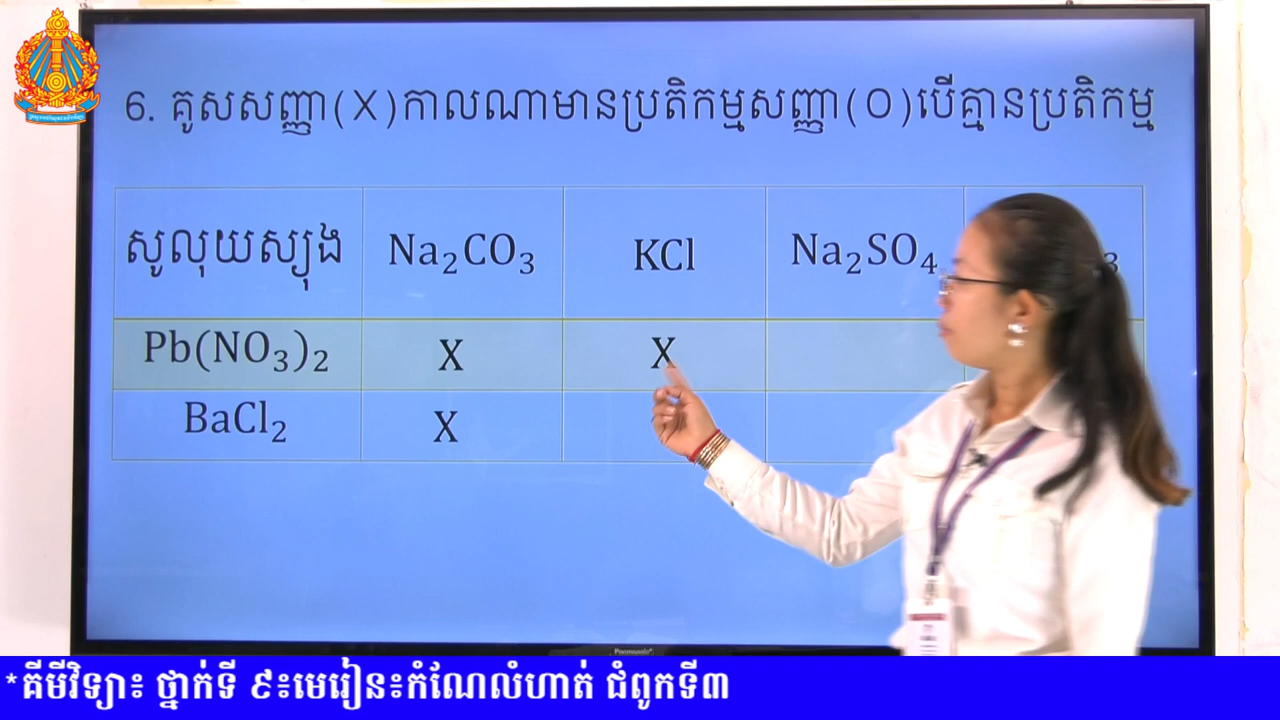 6. គូសសញ្ញា(X)កាលណាមានប្រតិកម្មសញ្ញា(O)បើគ្មានប្រតិកម្ម
សូលុយស្យុង Na₂CO₃ KCl Na₂SO₄ ₃
Pb(NO₃)₂ X X
BaCl₂ X
*គីមីវិទ្យា៖ ថ្នាក់ទី ៩៖មេរៀន៖កំណែលំហាត់ ជំពូកទី៣